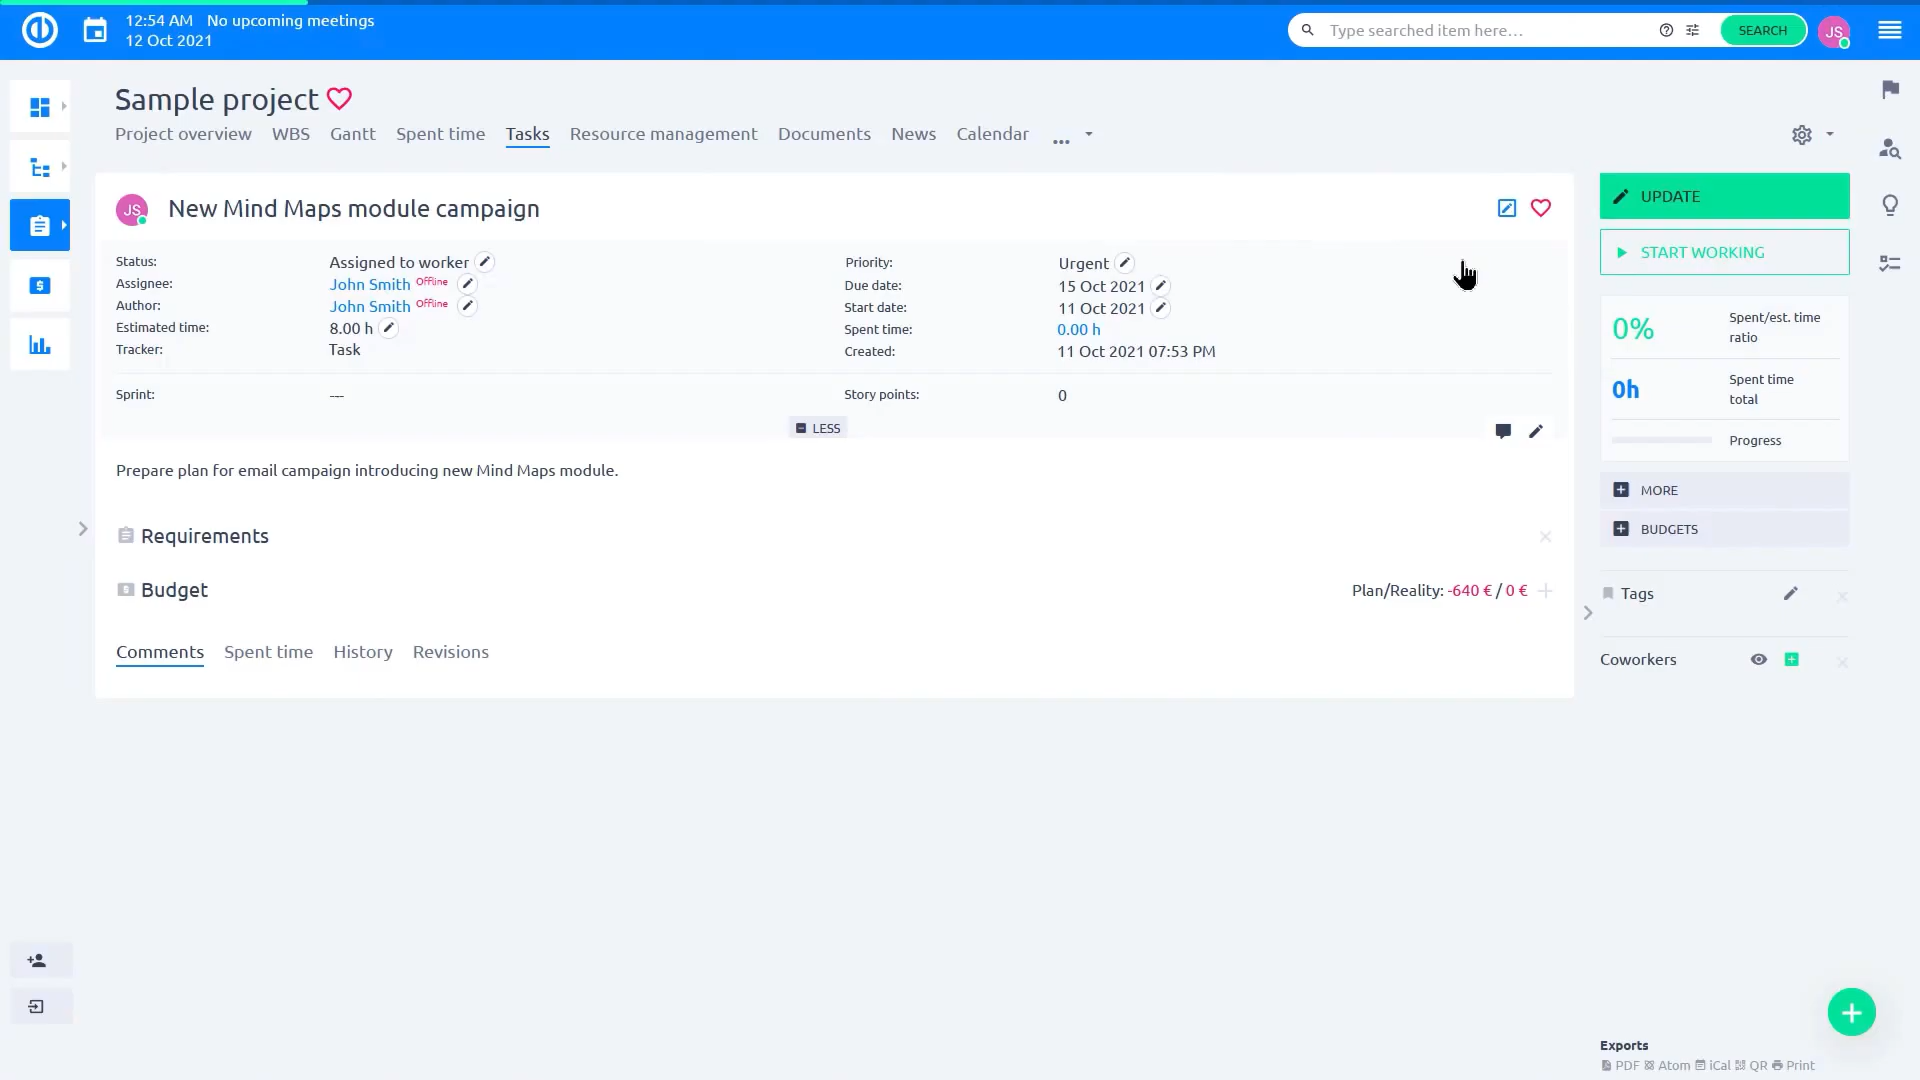 12:54 AM No upcoming meetings
12 Oct 2021
Type searched item here...
SEARCH
JS
Sample project
Project overview WBS Gantt Spent time Tasks Resource management Documents News Calendar ...
JS New Mind Maps module campaign
Status: Assigned to worker
Assignee: John Smith Offline
Author: John Smith Offline
Estimated time: 8.00 h
Tracker: Task
Priority: Urgent
Due date: 15 Oct 2021
Start date: 11 Oct 2021
Spent time: 0.00 h
Created: 11 Oct 2021 07:53 PM
Sprint: ---
Story points: 0
LESS
Prepare plan for email campaign introducing new Mind Maps module.
Requirements
Budget
Plan/Reality: -640 € / 0 €
Comments Spent time History Revisions
UPDATE
START WORKING
0% Spent/est. time
ratio
0h Spent time
total
Progress
MORE
BUDGETS
Tags
Coworkers
Exports
PDF Atom iCal QR Print